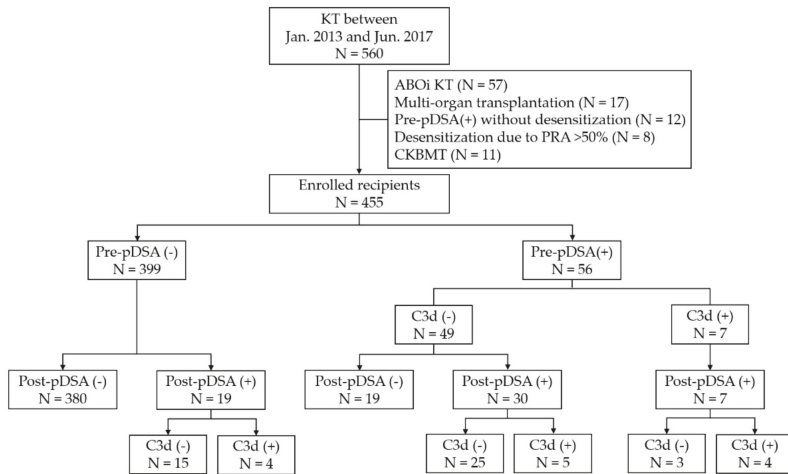 KT between
Jan. 2013 and Jun. 2017
N = 560
ABOi KT (N = 57)
Multi-organ transplantation (N = 17)
Pre-pDSA(+) without desensitization (N = 12)
Desensitization due to PRA >50% (N = 8)
CKBMT (N = 11)
Enrolled recipients
N = 455
Pre-pDSA (-)
N = 399
Pre-pDSA(+)
N = 56
C3d (-)
N = 49
C3d (+)
N = 7
Post-pDSA (-)
N = 380
Post-pDSA (+)
N = 19
Post-pDSA (-)
N = 19
Post-pDSA (+)
N = 30
Post-pDSA (+)
N = 7
C3d (-)
N = 15
C3d (+)
N = 4
C3d (-)
N = 25
C3d (+)
N = 5
C3d (-)
N = 3
C3d (+)
N = 4